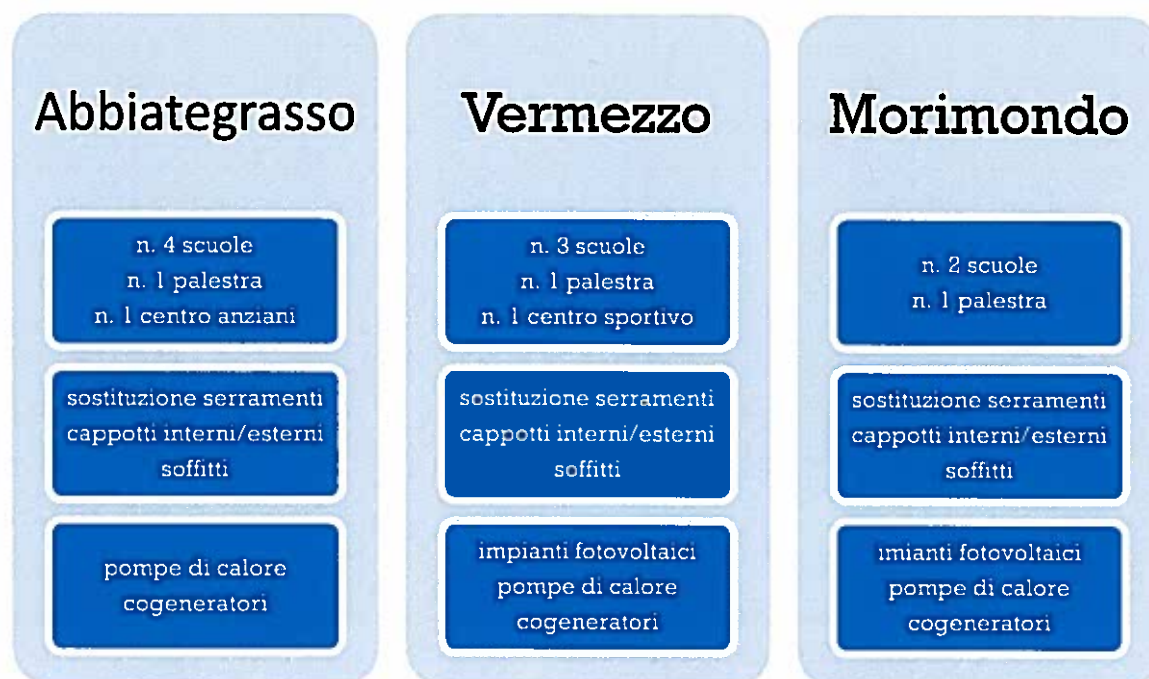 Abbiategrasso
n. 4 scuole
n. 1 palestra
n. 1 centro anziani
sostituzione serramenti
cappotti interni/esterni
soffitti
pompe di calore
cogeneratori
Vermezzo
n. 3 scuole
n. 1 palestra
n. 1 centro sportivo
sostituzione serramenti
cappotti interni/esterni
soffitti
impianti fotovoltaici
pompe di calore
cogeneratori
Morimondo
n. 2 scuole
n. 1 palestra
sostituzione serramenti
cappotti interni/esterni
soffitti
imianti fotovoltaici
pompe di calore
cogeneratori